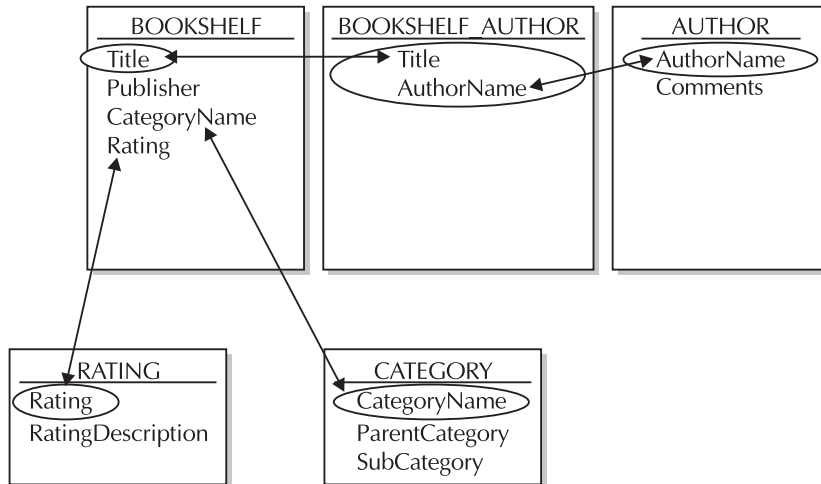 BOOKSHELF
Title
Publisher
CategoryName
Rating
BOOKSHELF_AUTHOR
Title
AuthorName
AUTHOR
AuthorName
Comments
RATING
Rating
RatingDescription
CATEGORY
CategoryName
ParentCategory
SubCategory